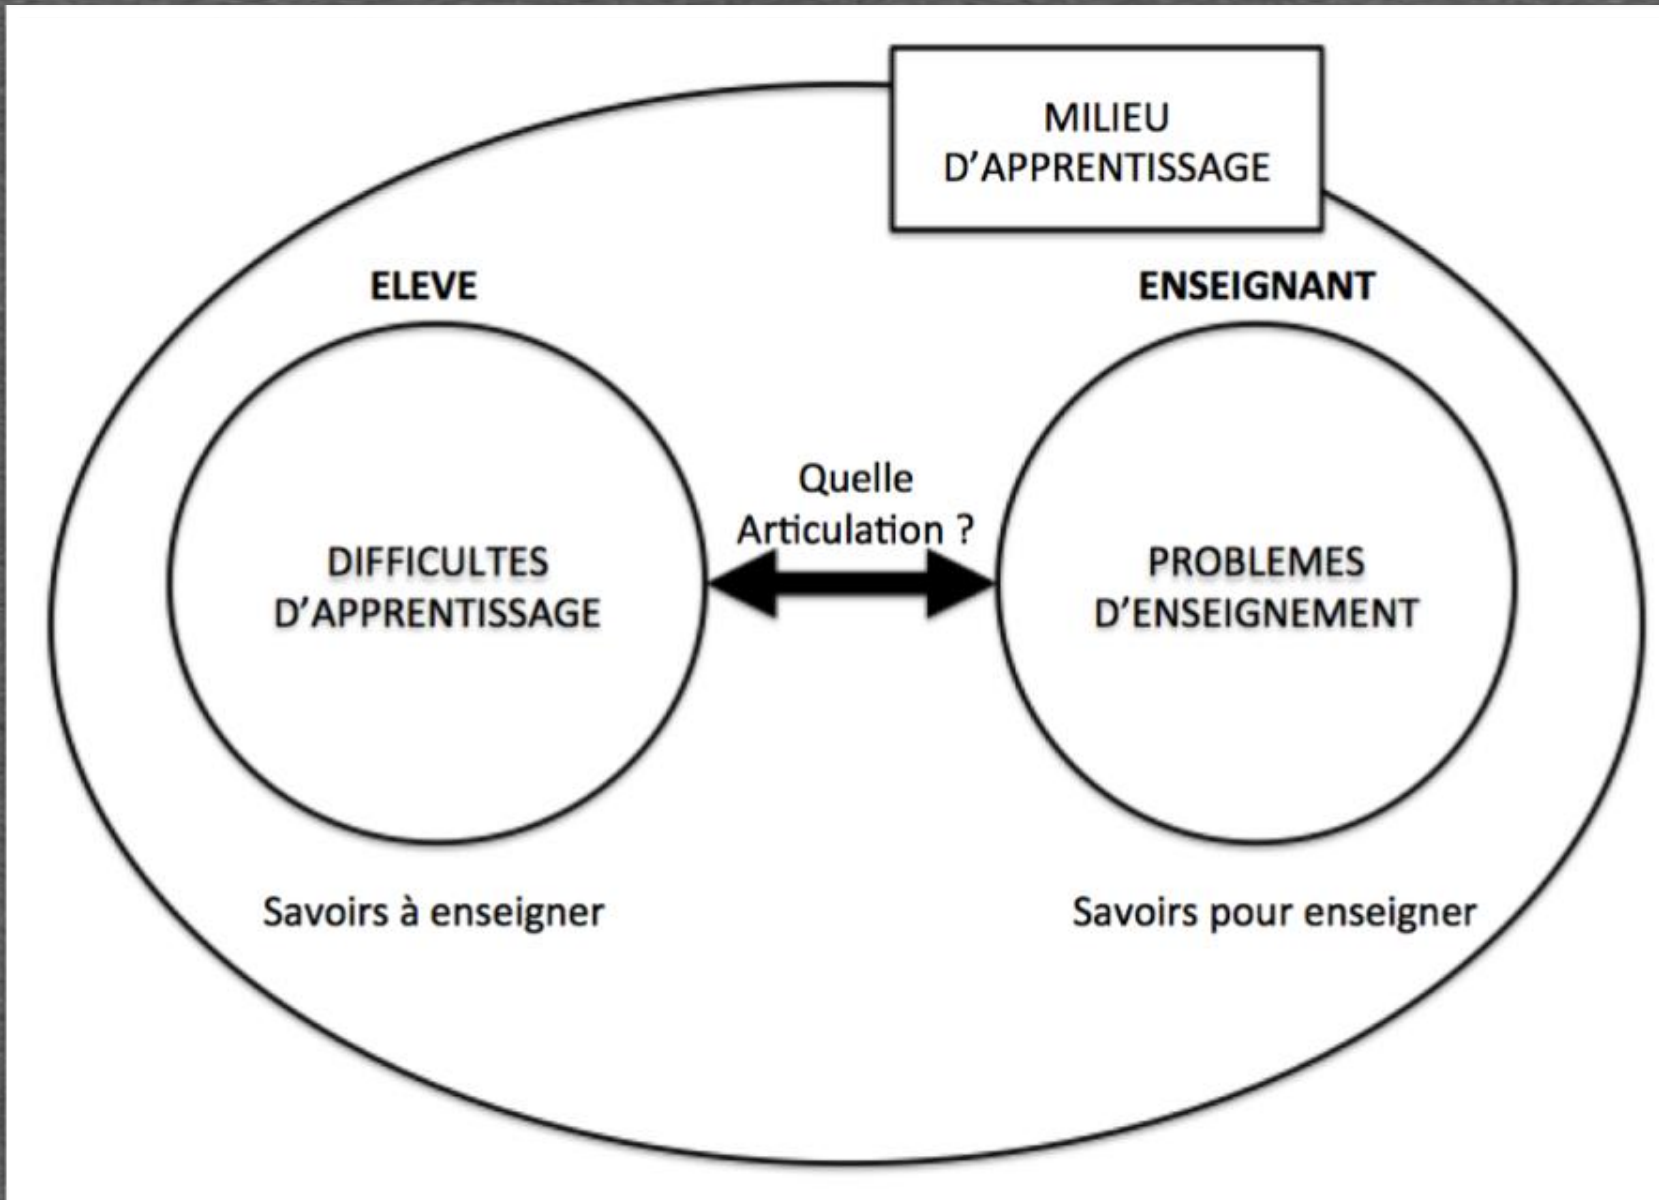 MILIEU
D’APPRENTISSAGE
ELEVE
ENSEIGNANT
Quelle
Articulation ?
DIFFICULTES
D’APPRENTISSAGE
PROBLEMES
D’ENSEIGNEMENT
Savoirs à enseigner
Savoirs pour enseigner